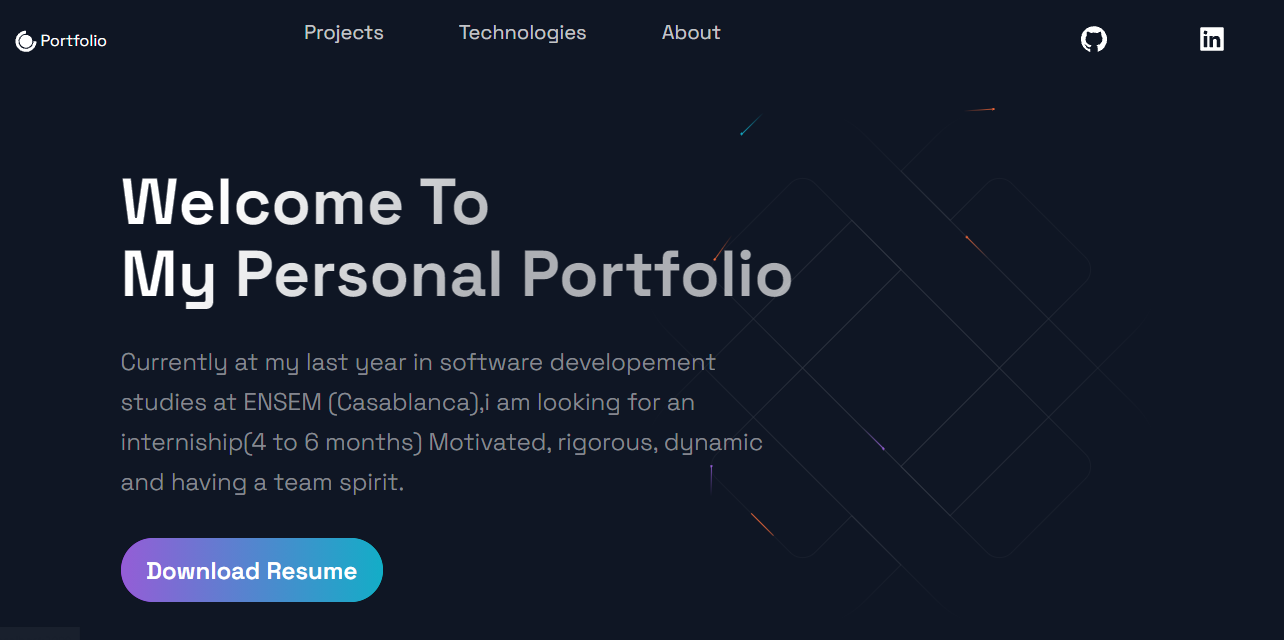 Portfolio
Projects
Technologies
About
Welcome To
My Personal Portfolio
Currently at my last year in software developement
studies at ENSEM (Casablanca),i am looking for an
interniship(4 to 6 months) Motivated, rigorous, dynamic
and having a team spirit.
Download Resume